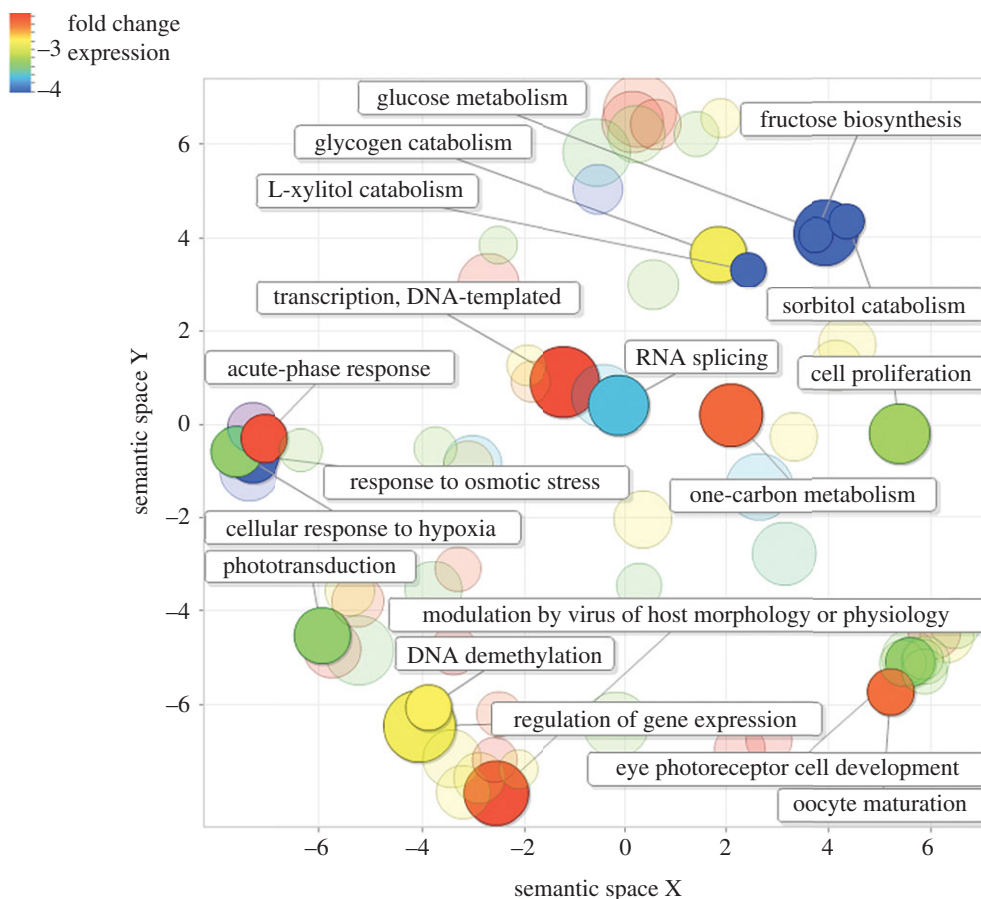 fold change
expression
–3
–4
glucose metabolism
fructose biosynthesis
glycogen catabolism
L-xylitol catabolism
sorbitol catabolism
transcription, DNA-templated
RNA splicing
acute-phase response
cell proliferation
response to osmotic stress
one-carbon metabolism
cellular response to hypoxia
phototransduction
modulation by virus of host morphology or physiology
DNA demethylation
regulation of gene expression
eye photoreceptor cell development
oocyte maturation
semantic space Y
6
4
2
0
–2
–4
–6
–6
–4
–2
0
2
4
6
semantic space X